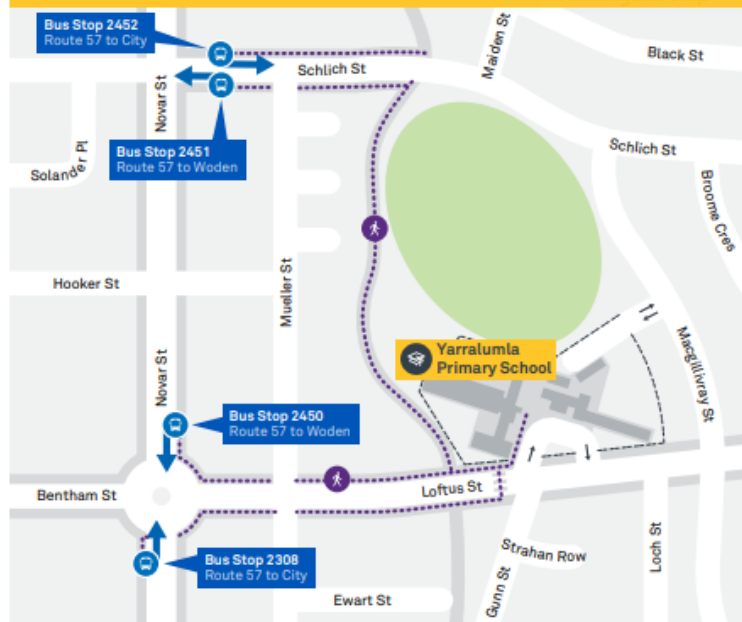 Bus Stop 2452
Route 57 to City
Maiden St
Black St
Schlich St
Novar St
Bus Stop 2451
Route 57 to Woden
Schlich St
Solander Pl
Broome Cres
Hooker St
Mueller St
Yarralumla
Primary School
Macgillivray St
Novar St
Bus Stop 2450
Route 57 to Woden
Bentham St
Loftus St
Bus Stop 2308
Route 57 to City
Strahan Row
Loch St
Gunn St
Ewart St